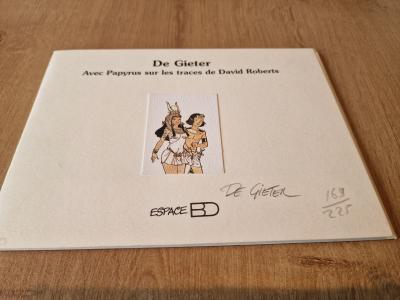 De Gieter
Avec Papyrus sur les traces de David Roberts
DE GIETER
169
225
ESPACE BD